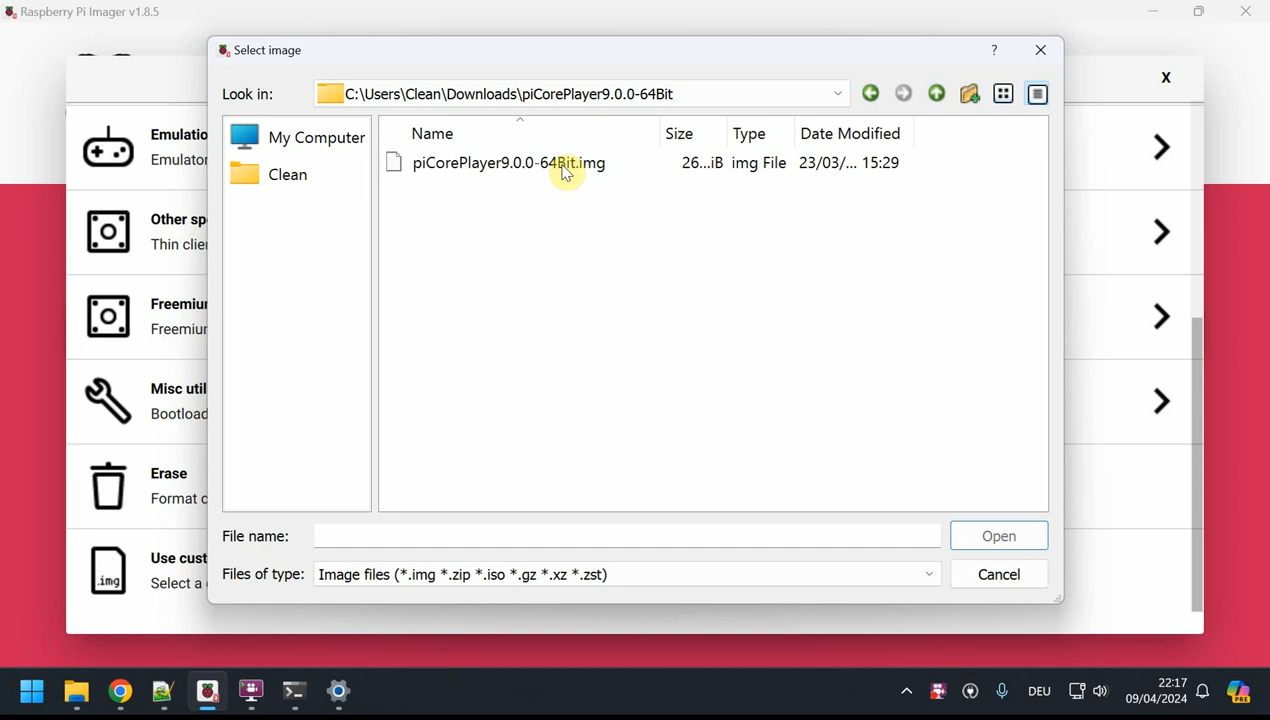 Raspberry Pi Imager v1.8.5
Select image
?
X
Look in:
C:\Users\Clean\Downloads\piCorePlayer9.0.0-64Bit
My Computer
Clean
Name
Size
Type
Date Modified
piCorePlayer9.0.0-64Bit.img
26...iB
img File
23/03/... 15:29
Emulatio
Emulator
Other sp
Thin clie
Freemiu
Freemiu
Misc util
Bootload
Erase
Format c
.img
Use cust
Select a
File name:
Open
Files of type:
Image files (*.img *.zip *.iso *.gz *.xz *.zst)
Cancel
DEU
22:17
09/04/2024
PRE